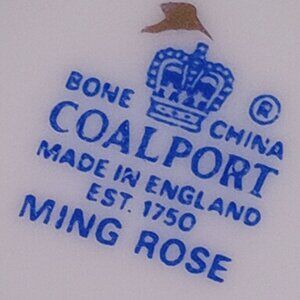 BONE CHINA ®
COALPORT
MADE IN ENGLAND
EST. 1750
MING ROSE